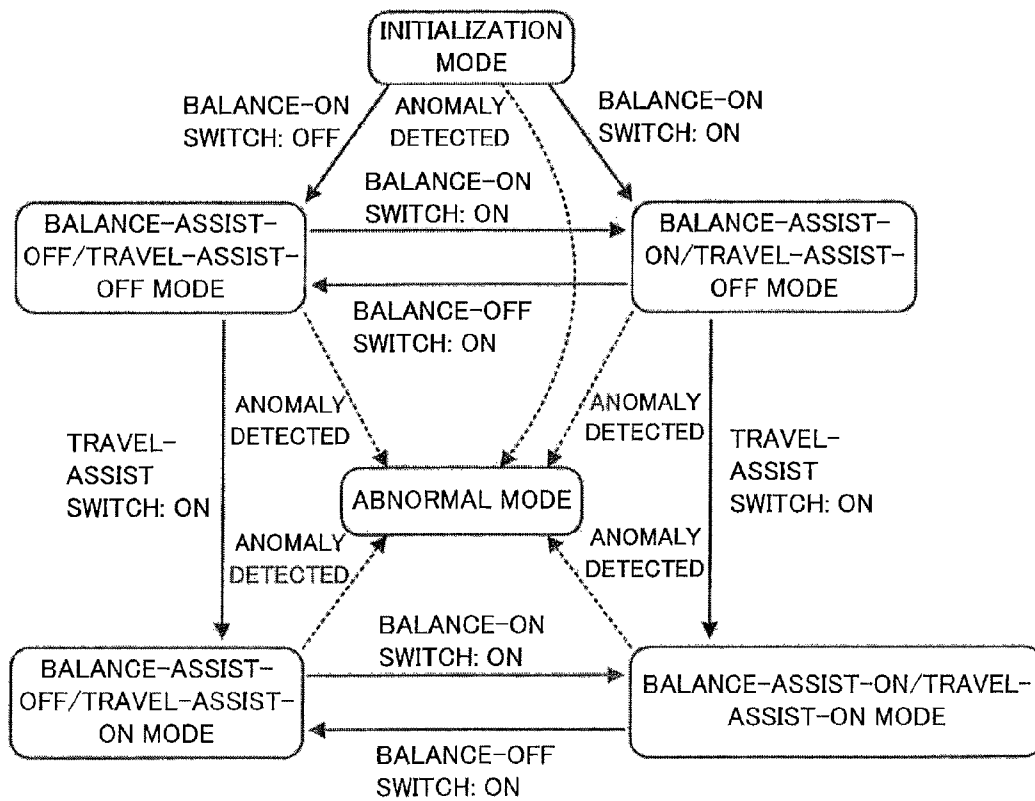 INITIALIZATION
MODE
BALANCE-ON
SWITCH: OFF
ANOMALY
DETECTED
BALANCE-ON
SWITCH: ON
BALANCE-ON
SWITCH: ON
BALANCE-ASSIST-
OFF/TRAVEL-ASSIST-
OFF MODE
BALANCE-ASSIST-
ON/TRAVEL-ASSIST-
OFF MODE
BALANCE-OFF
SWITCH: ON
ANOMALY
DETECTED
ANOMALY
DETECTED
TRAVEL-
ASSIST
SWITCH: ON
TRAVEL-
ASSIST
SWITCH: ON
ABNORMAL MODE
ANOMALY
DETECTED
ANOMALY
DETECTED
BALANCE-ON
SWITCH: ON
BALANCE-ASSIST-
OFF/TRAVEL-ASSIST-
ON MODE
BALANCE-ASSIST-ON/TRAVEL-
ASSIST-ON MODE
BALANCE-OFF
SWITCH: ON